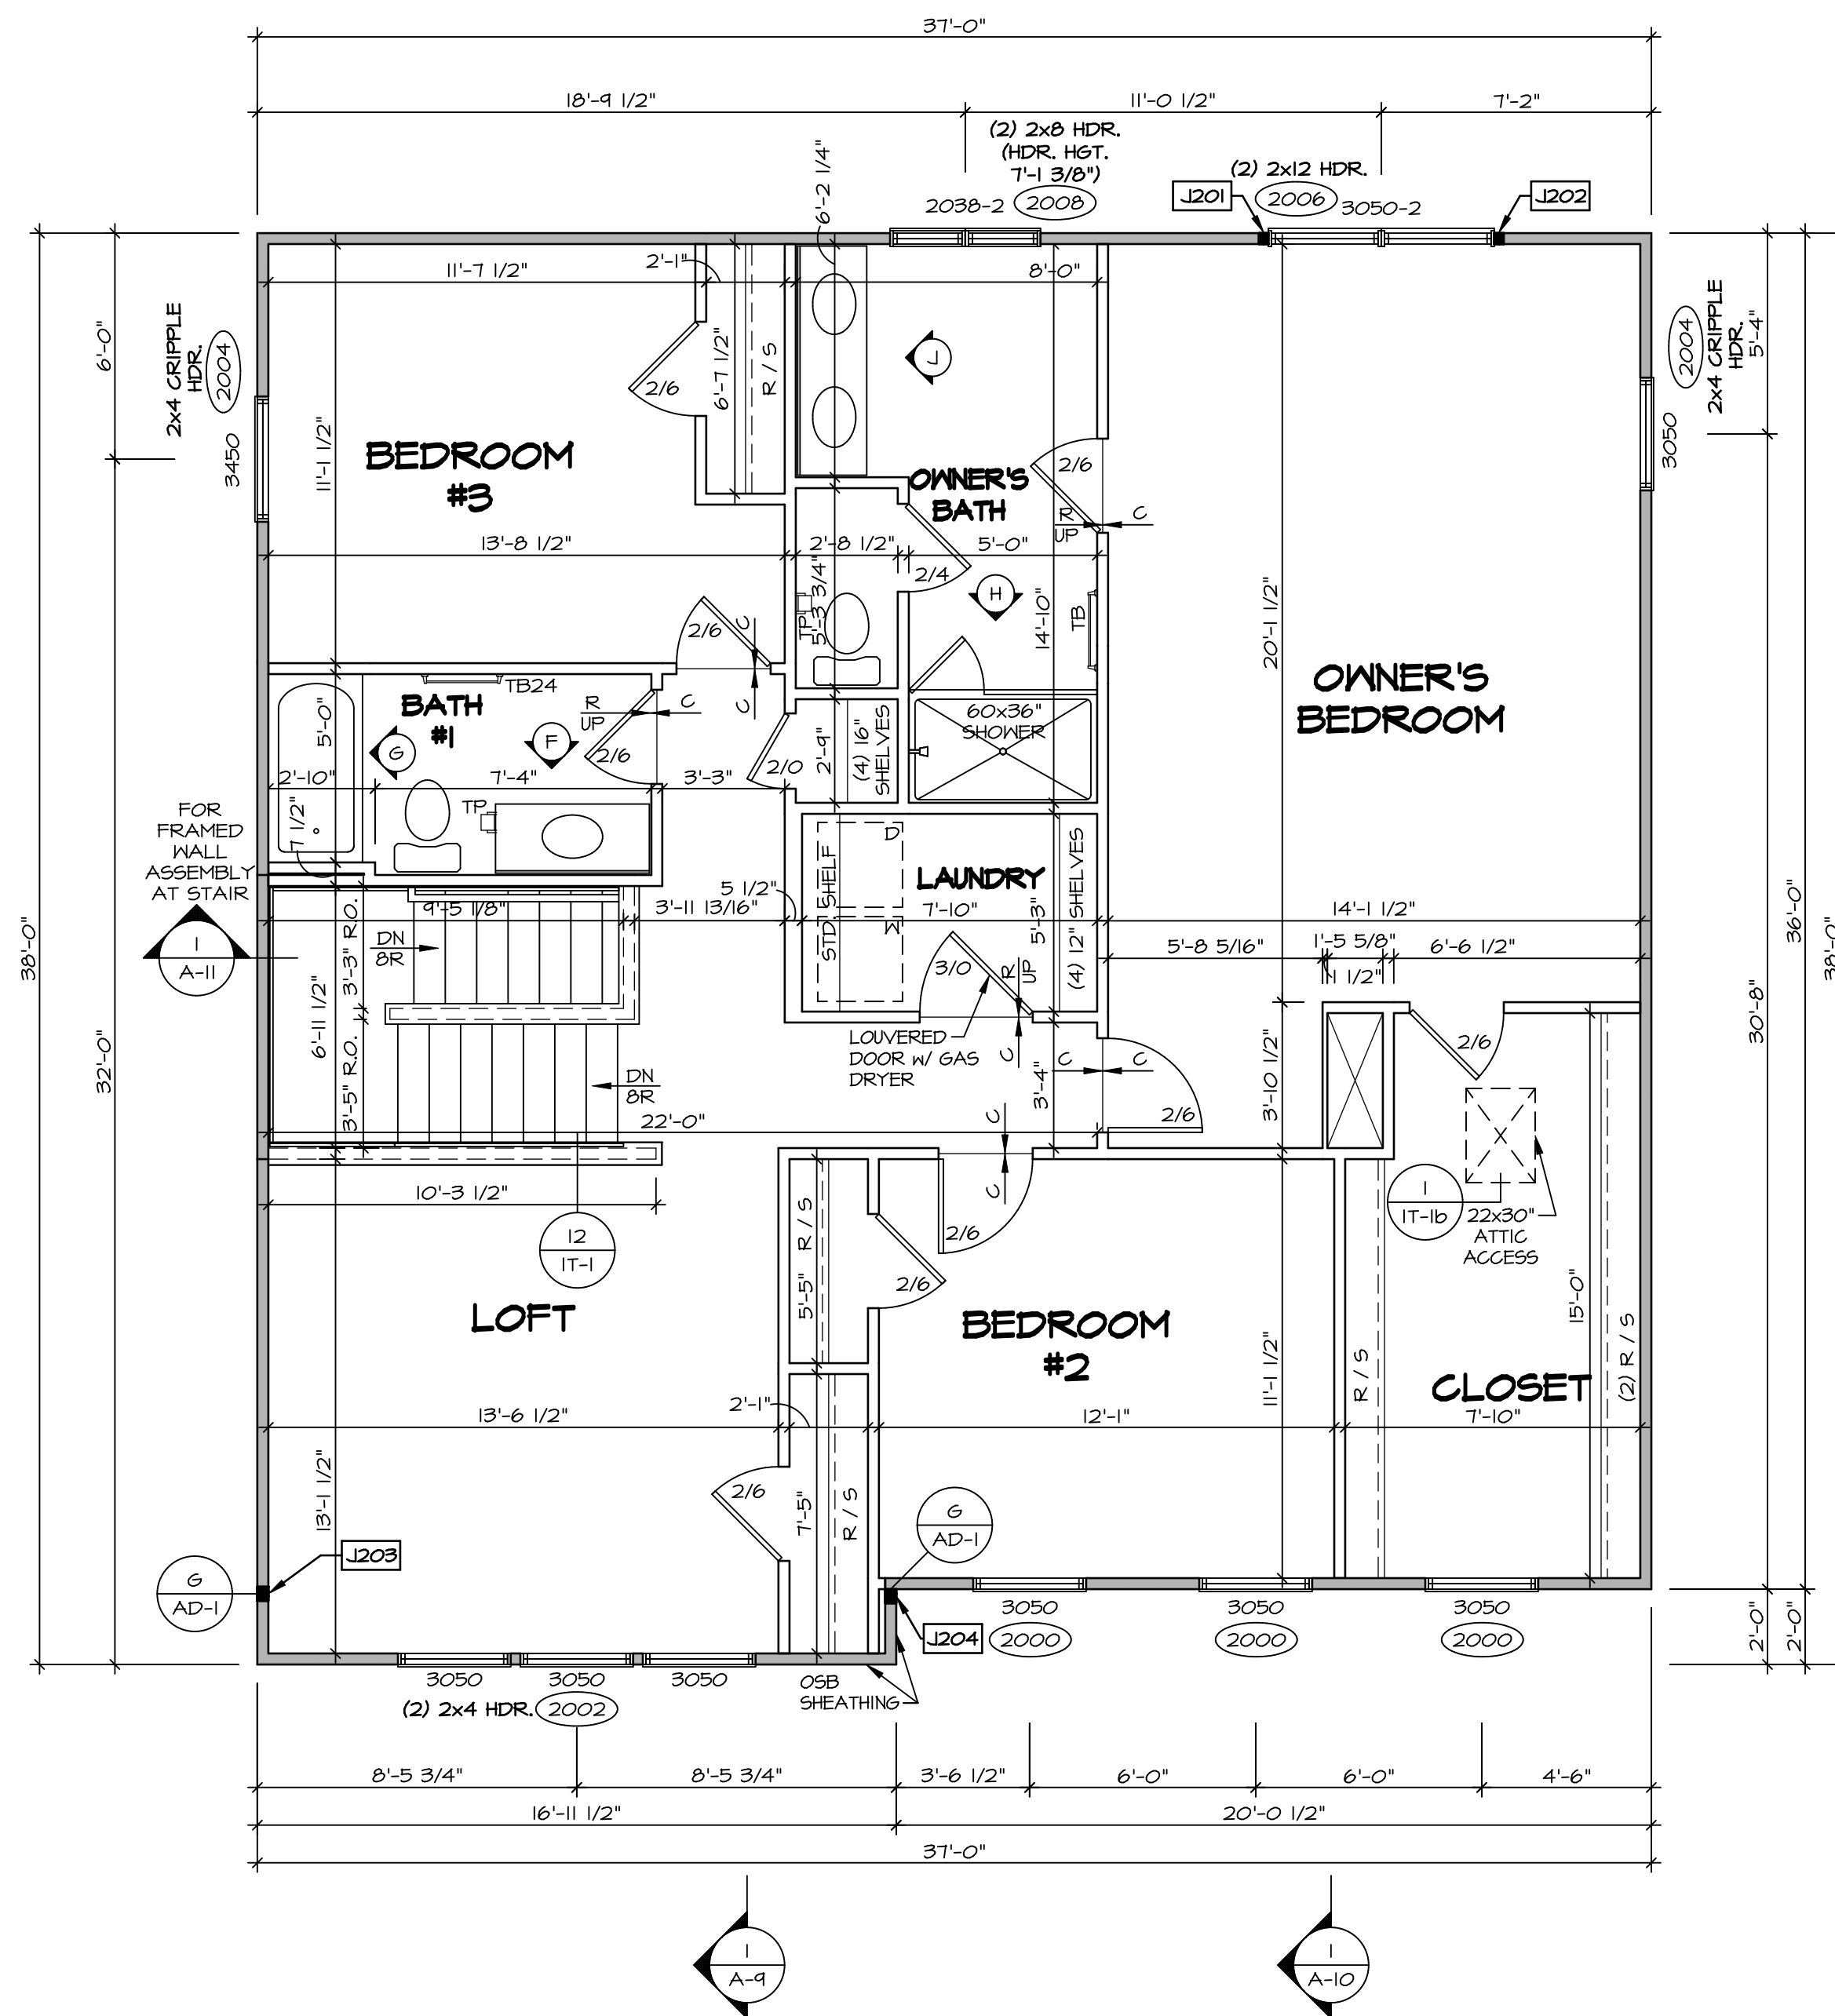 37'-0"
18'-9 1/2"
11'-0 1/2"
7'-2"
(2) 2x8 HDR.
(HDR. HGT.
7'-1 3/8")
2038-2
2008
(2) 2x12 HDR.
J201
2006
3050-2
J202
6'-2 1/4"
11'-7 1/2"
2'-1"
8'-0"
6'-0"
2x4 CRIPPLE
HDR.
2004
3450
11'-1 1/2"
2/6
6'-7 1/2"
R / S
J
2004
2x4 CRIPPLE
HDR.
5'-4"
3050
BEDROOM
#3
OWNER'S
BATH
2/6
R
UP
C
13'-8 1/2"
2'-8 1/2"
5'-0"
2/4
5'-3 3/4"
TP
H
14'-10"
TB
20'-1 1/2"
2/6
C
C
OWNER'S
BEDROOM
TB24
BATH
#1
R
UP
C
5'-0"
G
F
2/6
2'-10"
7'-4"
3'-3"
2/0
2'-9"
(4) 16"
SHELVES
60x36"
SHOWER
TP
7 1/2"
FOR
FRAMED
WALL
ASSEMBLY
AT STAIR
1
A-11
D
W
STD. SHELF
LAUNDRY
(4) 12" SHELVES
5 1/2"
9'-5 1/8"
3'-11 13/16"
7'-10"
5'-3"
14'-1 1/2"
5'-8 5/16"
1'-5 5/8"
6'-6 1/2"
1 1/2"
DN
8R
3'-3" R.O.
6'-11 1/2"
3'-5" R.O.
DN
8R
3/0
R
UP
C
LOUVERED
DOOR W/ GAS
DRYER
C
C
3'-4"
2/6
3'-10 1/2"
2/6
22'-0"
C
C
38'-0"
32'-0"
36'-0"
30'-8"
38'-0"
10'-3 1/2"
12
IT-1
R / S
2/6
5'-5"
2/6
1
IT-1b
22x30"
ATTIC
ACCESS
LOFT
BEDROOM
#2
11'-1 1/2"
15'-0"
R / S
(2) R / S
CLOSET
13'-6 1/2"
2'-1"
12'-1"
7'-10"
13'-1 1/2"
2/6
7'-5"
R / S
J203
G
AD-1
G
AD-1
J204
3050
2000
3050
2000
3050
2000
2'-0"
2'-0"
3050
3050
3050
(2) 2x4 HDR.
2002
OSB
SHEATHING
8'-5 3/4"
8'-5 3/4"
3'-6 1/2"
6'-0"
6'-0"
4'-6"
16'-11 1/2"
20'-0 1/2"
37'-0"
1
A-9
1
A-10